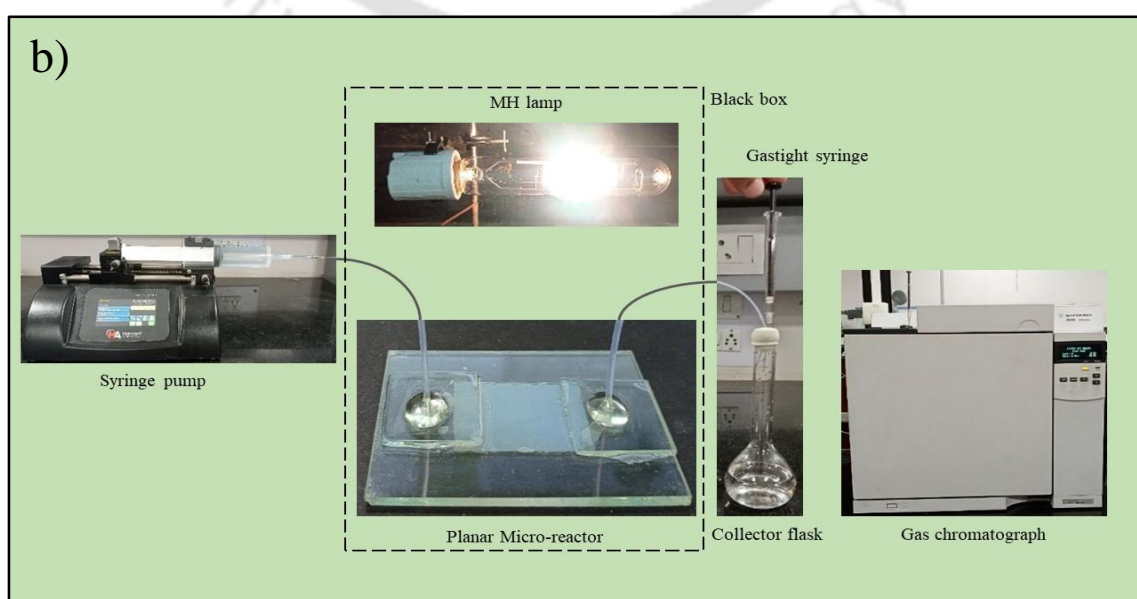 b)
MH lamp
Black box
Gastight syringe
Syringe pump
Planar Micro-reactor
Collector flask
Gas chromatograph